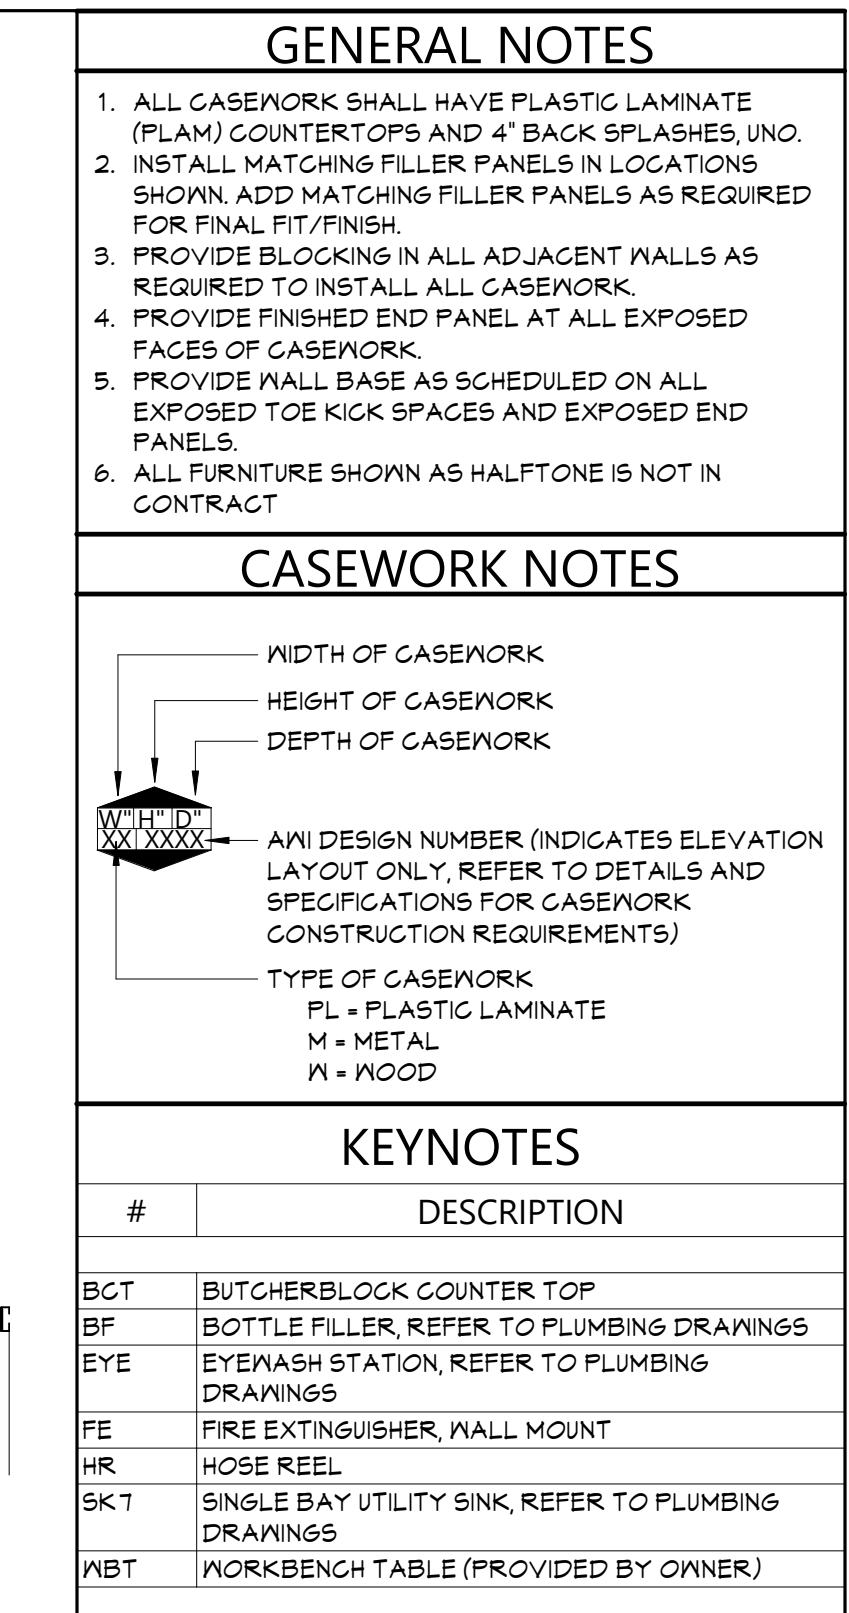 GENERAL NOTES
1. ALL CASEWORK SHALL HAVE PLASTIC LAMINATE
(PLAM) COUNTERTOPS AND 4" BACK SPLASHES, UNO.
2. INSTALL MATCHING FILLER PANELS IN LOCATIONS
SHOWN. ADD MATCHING FILLER PANELS AS REQUIRED
FOR FINAL FIT/FINISH.
3. PROVIDE BLOCKING IN ALL ADJACENT WALLS AS
REQUIRED TO INSTALL ALL CASEWORK.
4. PROVIDE FINISHED END PANEL AT ALL EXPOSED
FACES OF CASEWORK.
5. PROVIDE WALL BASE AS SCHEDULED ON ALL
EXPOSED TOE KICK SPACES AND EXPOSED END
PANELS.
6. ALL FURNITURE SHOWN AS HALFTONE IS NOT IN
CONTRACT
CASEWORK NOTES
WIDTH OF CASEWORK
HEIGHT OF CASEWORK
DEPTH OF CASEWORK
W" H" D"
XX XXXX
AWI DESIGN NUMBER (INDICATES ELEVATION
LAYOUT ONLY, REFER TO DETAILS AND
SPECIFICATIONS FOR CASEWORK
CONSTRUCTION REQUIREMENTS)
TYPE OF CASEWORK
PL = PLASTIC LAMINATE
M = METAL
W = WOOD
KEYNOTES
# DESCRIPTION
BCT BUTCHERBLOCK COUNTER TOP
BF BOTTLE FILLER, REFER TO PLUMBING DRAWINGS
EYE EYEWASH STATION, REFER TO PLUMBING
DRAWINGS
FE FIRE EXTINGUISHER, WALL MOUNT
HR HOSE REEL
SK7 SINGLE BAY UTILITY SINK, REFER TO PLUMBING
DRAWINGS
WBT WORKBENCH TABLE (PROVIDED BY OWNER)